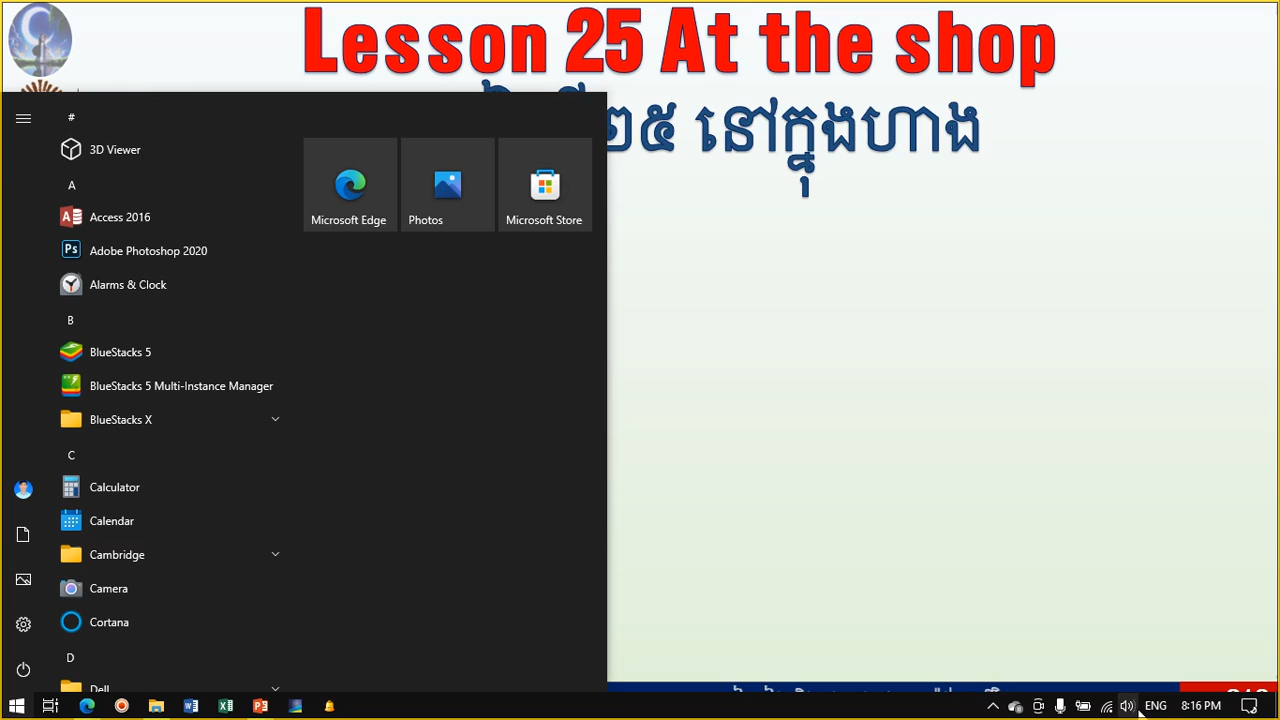 Lesson 25 At the shop
២៥ នៅក្នុងហាង
#
3D Viewer
A
Access 2016
Adobe Photoshop 2020
Alarms & Clock
B
BlueStacks 5
BlueStacks 5 Multi-Instance Manager
BlueStacks X
C
Calculator
Calendar
Cambridge
Camera
Cortana
D
Dell
Microsoft Edge
Photos
Microsoft Store
ENG
8:16 PM